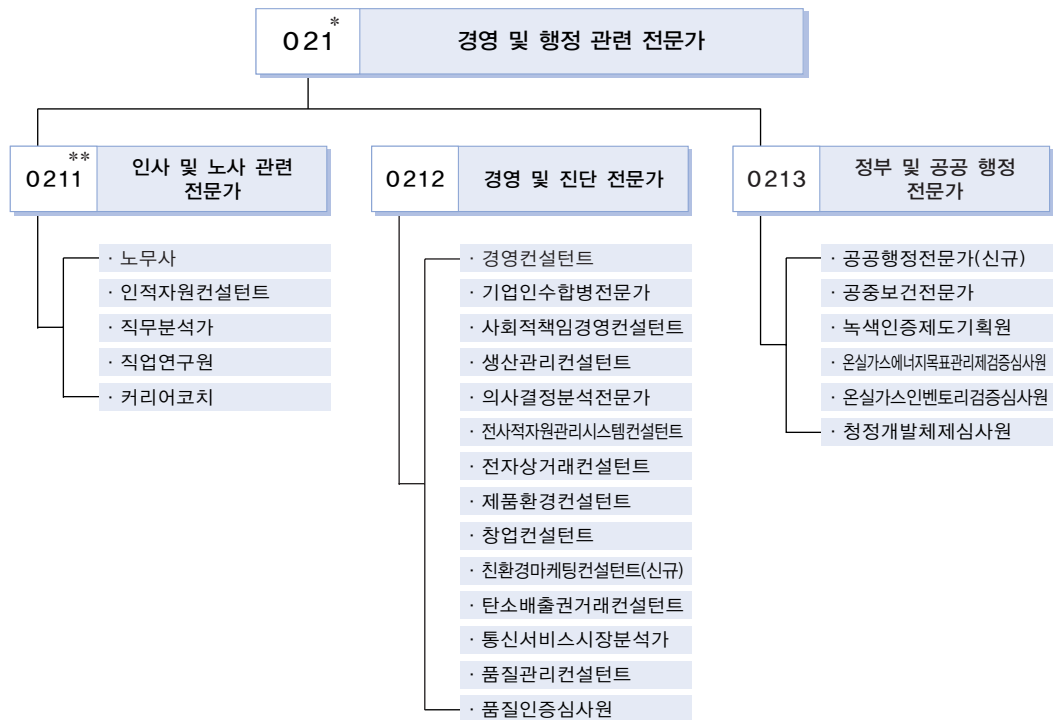 021*
경영 및 행정 관련 전문가
0211**
인사 및 노사 관련
전문가
· 노무사
· 인적자원컨설턴트
· 직무분석가
· 직업연구원
· 커리어코치
0212
경영 및 진단 전문가
· 경영컨설턴트
· 기업인수합병전문가
· 사회적책임경영컨설턴트
· 생산관리컨설턴트
· 의사결정분석전문가
· 전사적자원관리시스템컨설턴트
· 전자상거래컨설턴트
· 제품환경컨설턴트
· 창업컨설턴트
· 친환경마케팅컨설턴트(신규)
· 탄소배출권거래컨설턴트
· 통신서비스시장분석가
· 품질관리컨설턴트
· 품질인증심사원
0213
정부 및 공공 행정
전문가
· 공공행정전문가(신규)
· 공중보건전문가
· 녹색인증제도기획원
· 온실가스에너지목표관리제검증심사원
· 온실가스인벤토리검증심사원
· 청정개발체제심사원